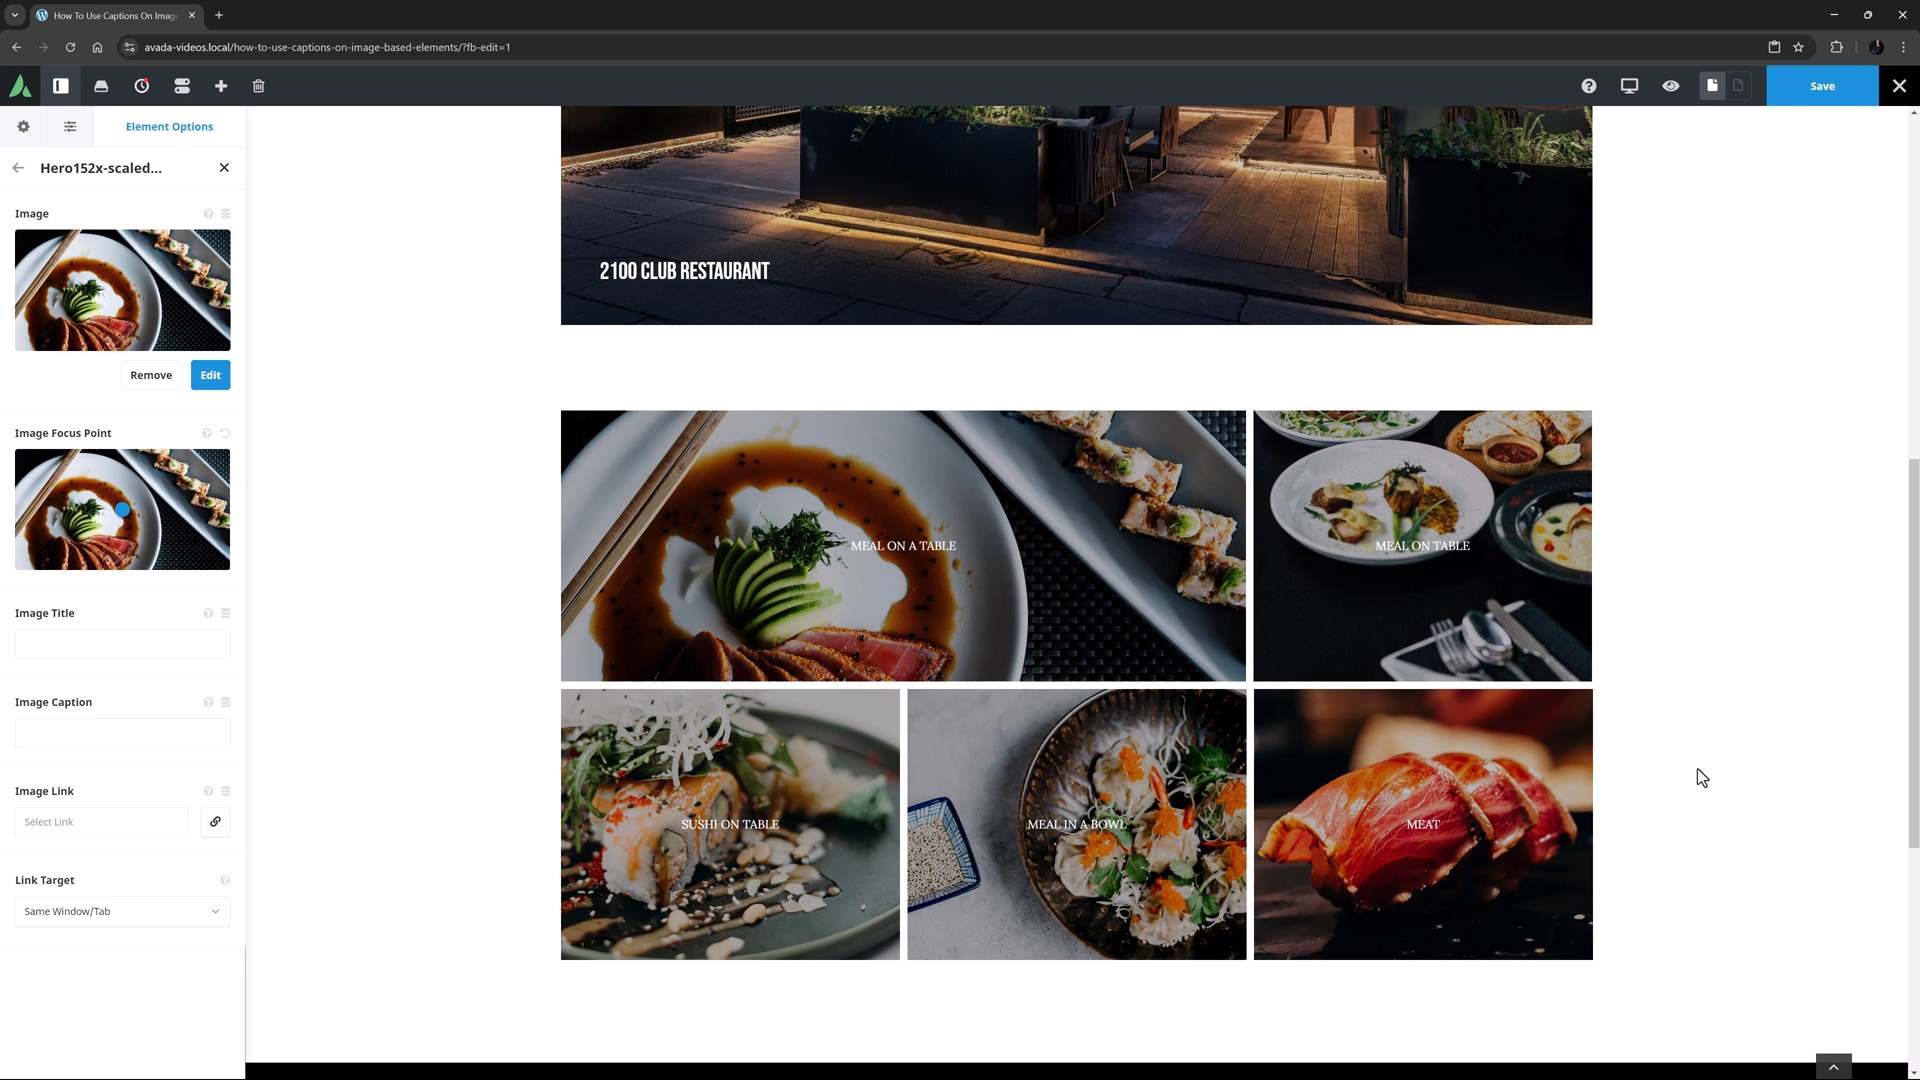 How To Use Captions On Imag
avada-videos.local/how-to-use-captions-on-image-based-elements/?fb-edit=1
Save
Element Options
Hero152x-scaled...
Image
Remove
Edit
Image Focus Point
Image Title
Image Caption
Image Link
Select Link
Link Target
Same Window/Tab
2100 CLUB RESTAURANT
MEAL ON A TABLE
MEAL ON TABLE
SUSHI ON TABLE
MEAL IN A BOWL
MEAT